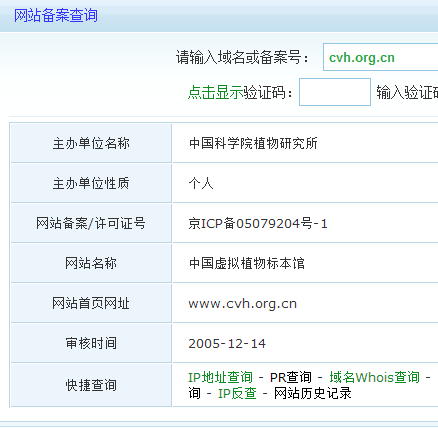 网站备案查询
请输入域名或备案号： cvh.org.cn
点击显示验证码： 输入验证
主办单位名称 中国科学院植物研究所
主办单位性质 个人
网站备案/许可证号 京ICP备05079204号-1
网站名称 中国虚拟植物标本馆
网站首页网址 www.cvh.org.cn
审核时间 2005-12-14
快捷查询 IP地址查询 - PR查询 - 域名Whois查询 -
询 - IP反查 - 网站历史记录